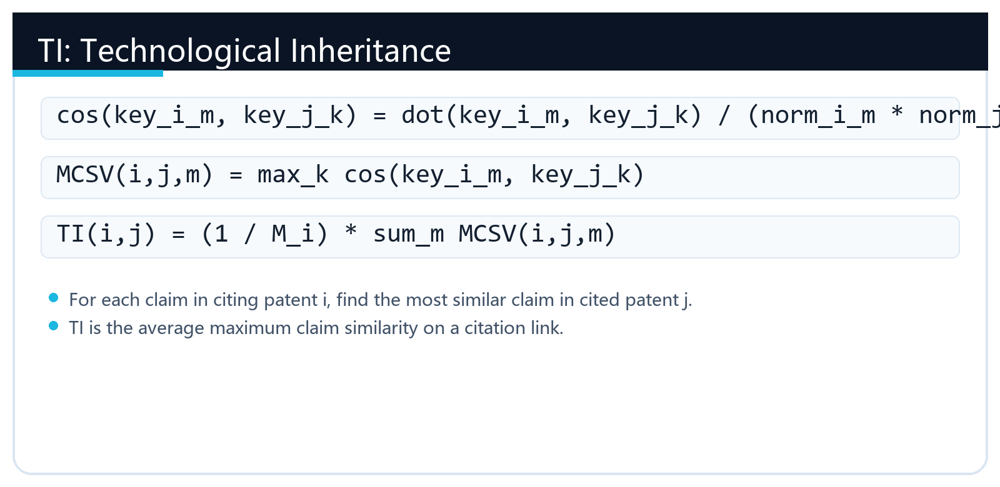 TI: Technological Inheritance
cos(key_i_m, key_j_k) = dot(key_i_m, key_j_k) / (norm_i_m * norm_j
MCSV(i,j,m) = max_k cos(key_i_m, key_j_k)
TI(i,j) = (1 / M_i) * sum_m MCSV(i,j,m)
For each claim in citing patent i, find the most similar claim in cited patent j.
TI is the average maximum claim similarity on a citation link.